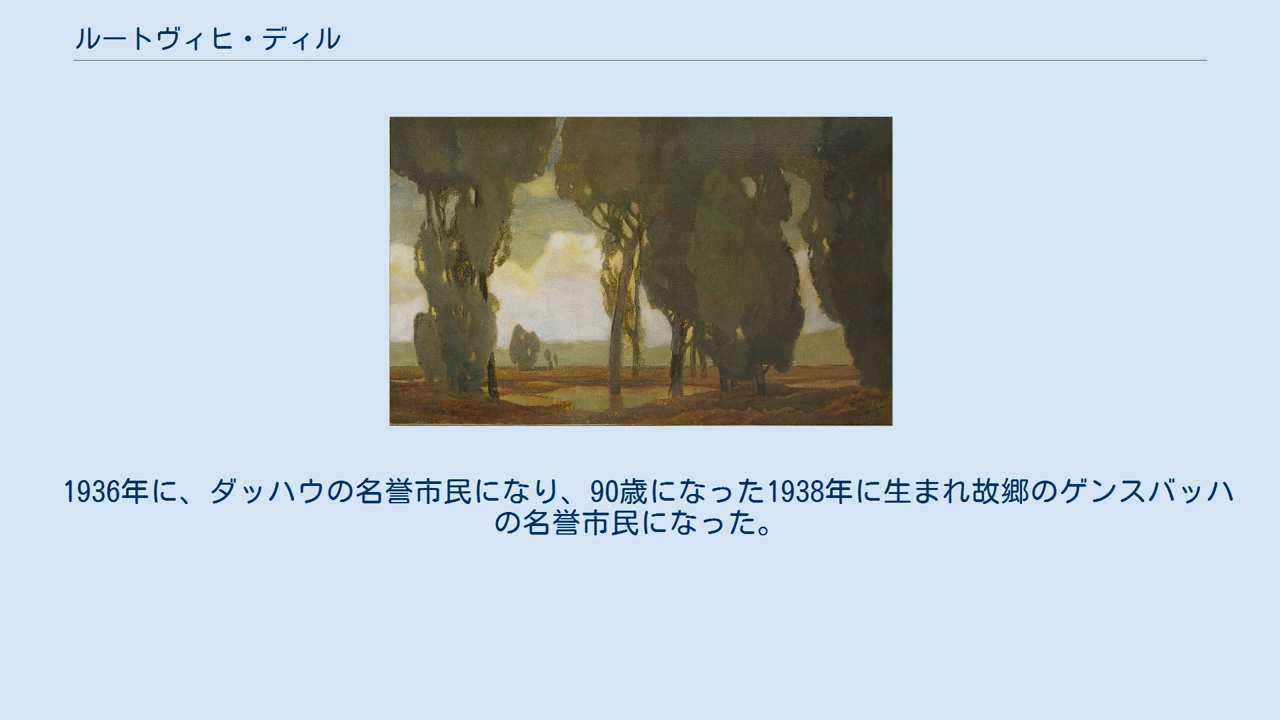 ルートヴィヒ・ディル
1936年に、ダッハウの名誉市民になり、90歳になった1938年に生まれ故郷のゲンスバッハ
の名誉市民になった。